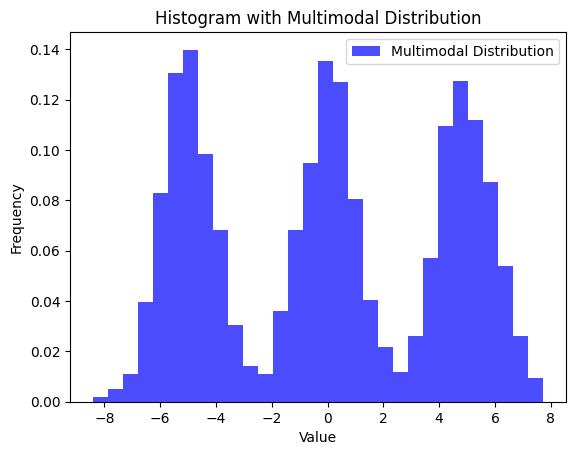 Histogram with Multimodal Distribution
Multimodal Distribution
0.14
0.12
0.10
0.08
0.06
0.04
0.02
0.00
Frequency
−8 −6 −4 −2 0 2 4 6 8
Value